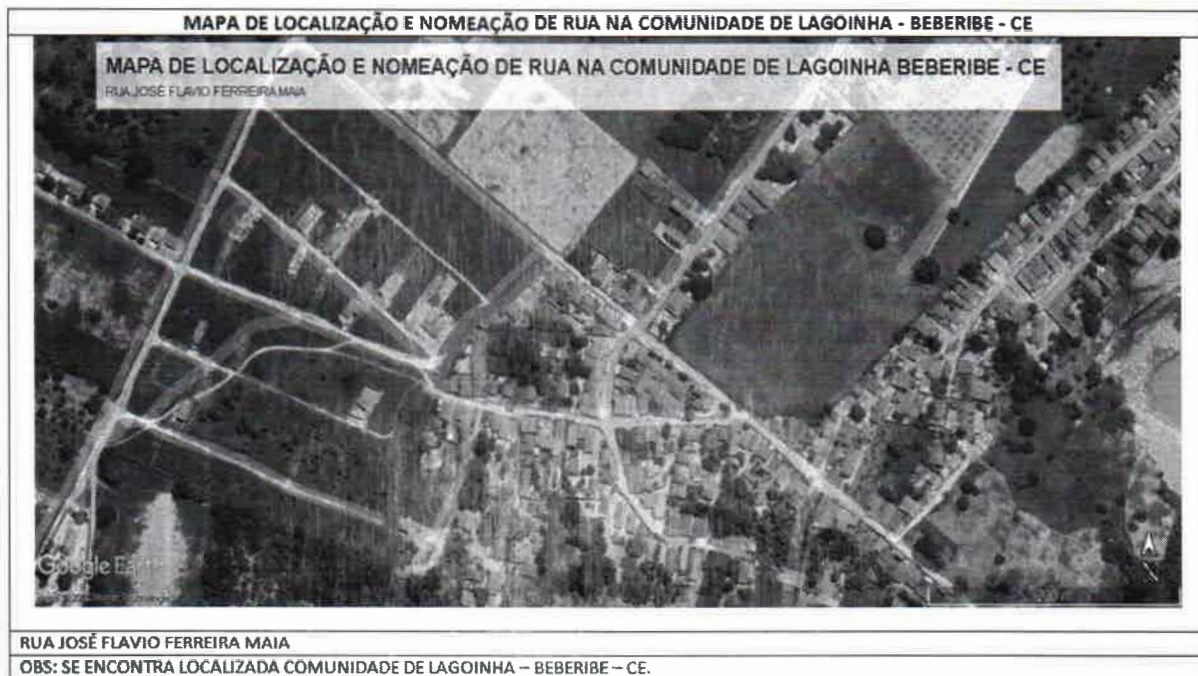 MAPA DE LOCALIZAÇÃO E NOMEAÇÃO DE RUA NA COMUNIDADE DE LAGOINHA - BEBERIBE - CE
MAPA DE LOCALIZAÇÃO E NOMEAÇÃO DE RUA NA COMUNIDADE DE LAGOINHA BEBERIBE - CE
RUA JOSÉ FLAVIO FERREIRA MAIA
Google Earth
RUA JOSÉ FLAVIO FERREIRA MAIA
OBS: SE ENCONTRA LOCALIZADA COMUNIDADE DE LAGOINHA – BEBERIBE – CE.